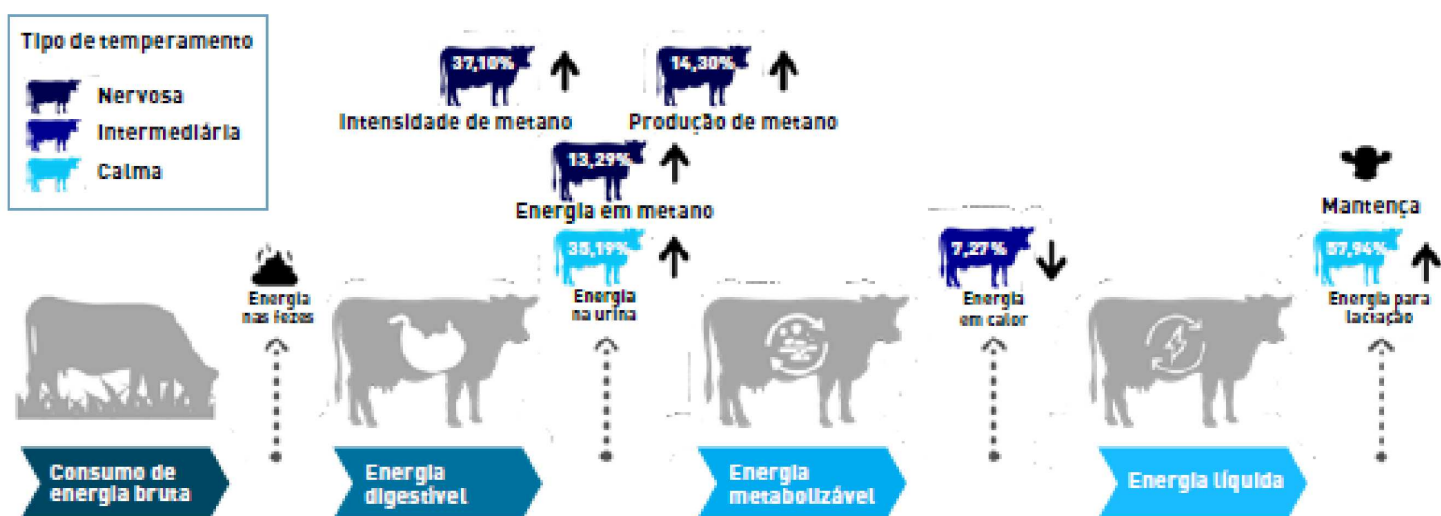 Tipo de temperamento
Nervosa
Intermediária
Calma
37,10%
Intensidade de metano
14,30%
Produção de metano
13,29%
Energia em metano
35,19%
Energia
na urina
Energia
nas fezes
7,27%
Energia
em calor
Mantença
57,94%
Energia para
lactação
Consumo de
energia bruta
Energia
digestível
Energia
metabolizável
Energia líquida